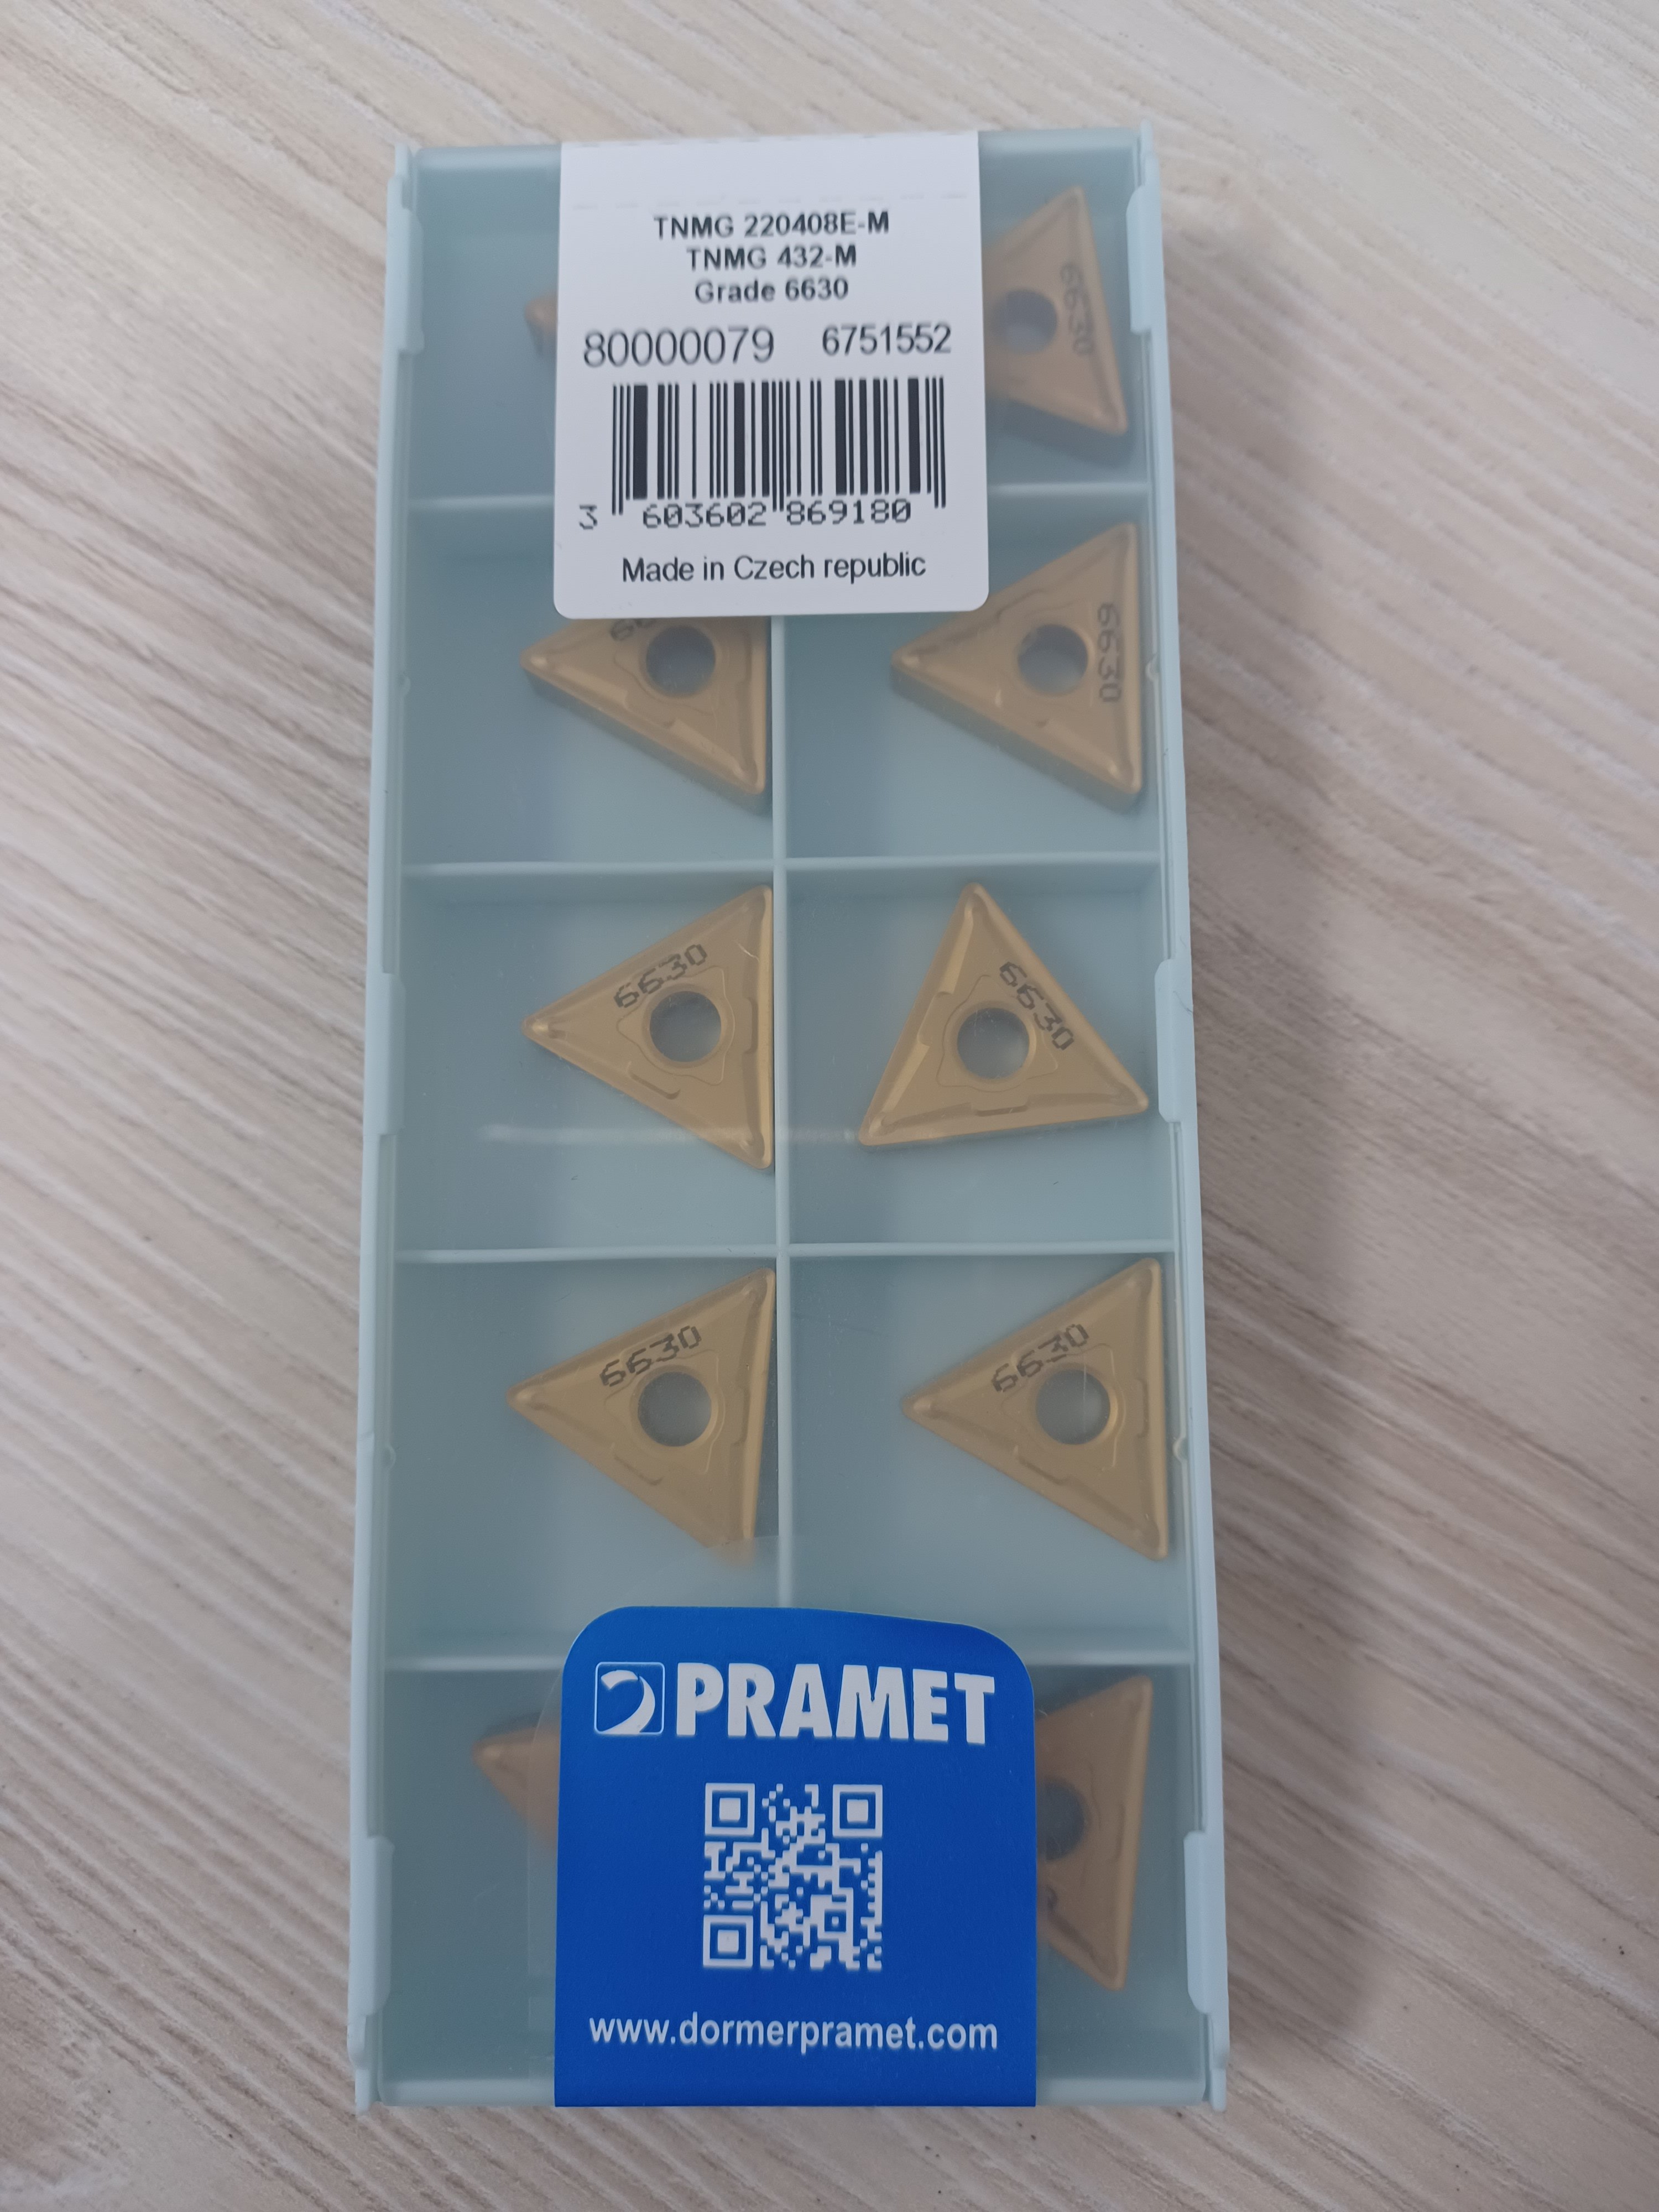 TNMG 220408E-M
TNMG 432-M
Grade 6630
80000079 6751552
3 603602 869180
Made in Czech republic
6630
6630
6630
6630
6630
6630
PRAMET
www.dormerpramet.com